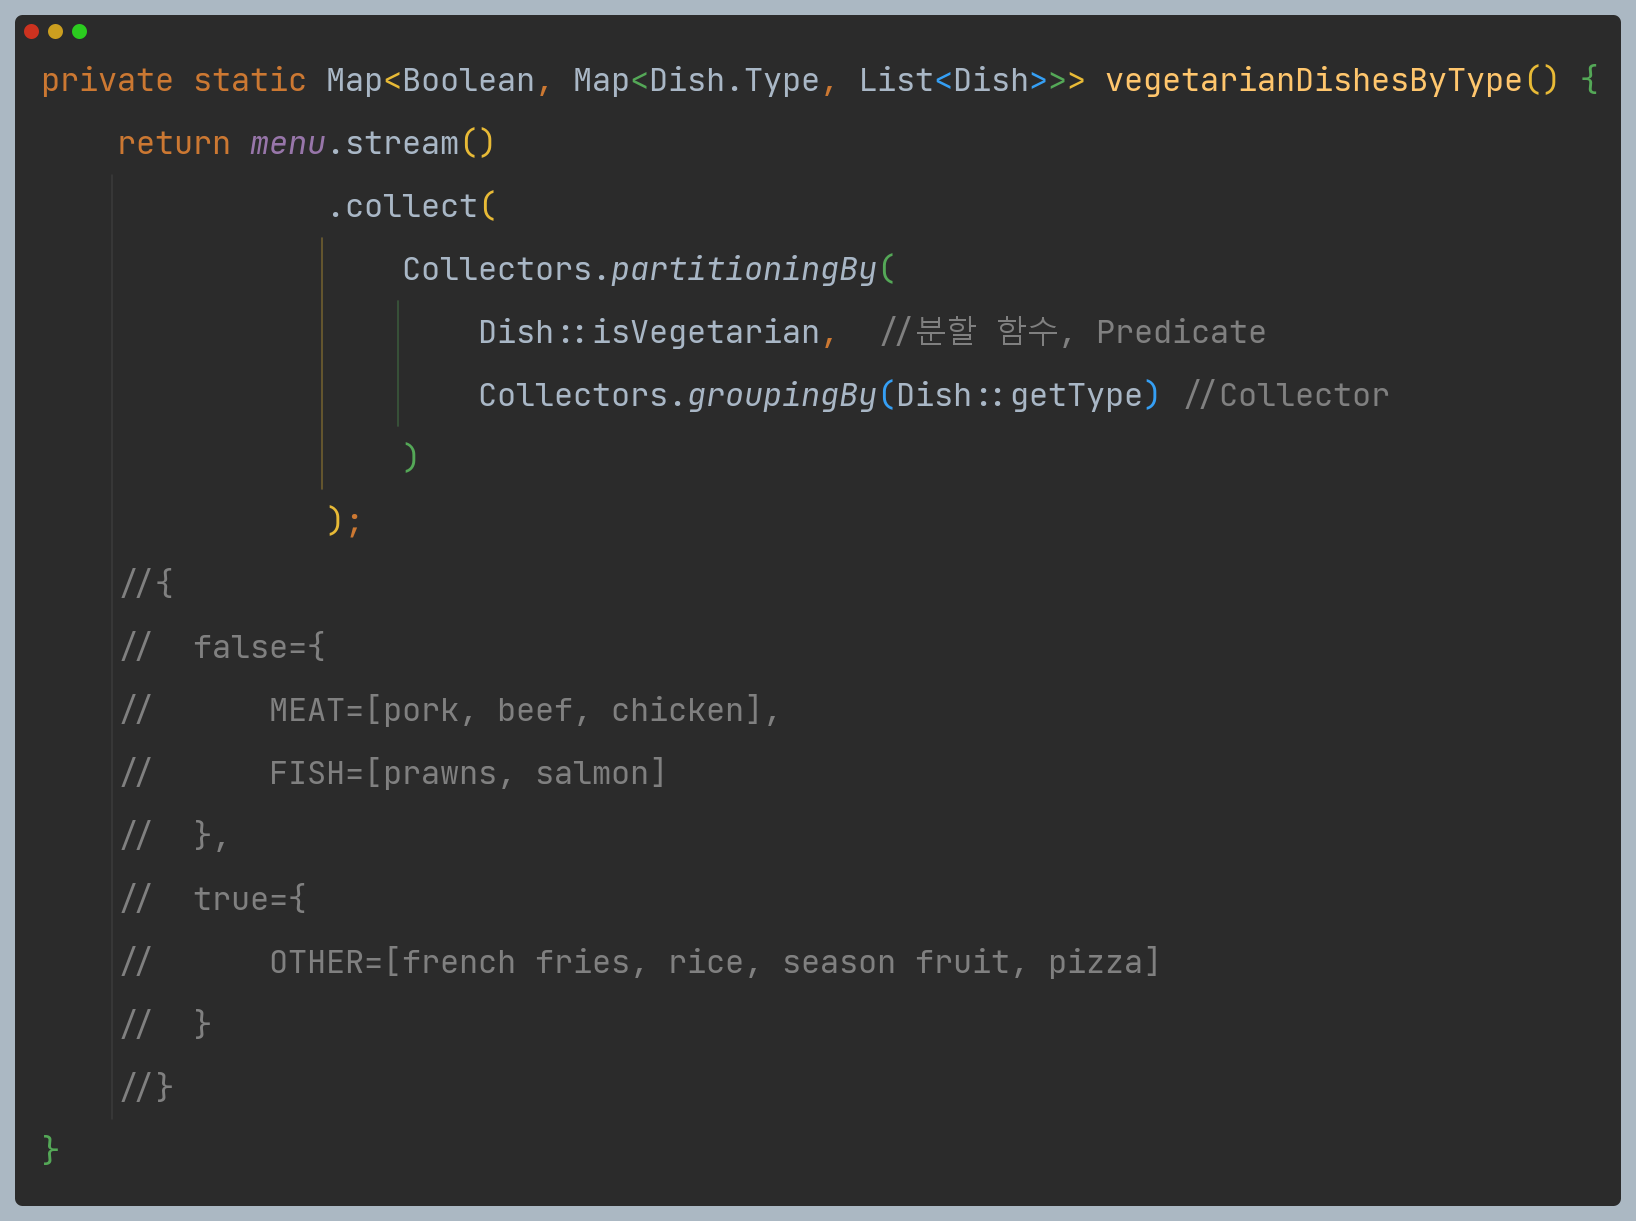 private static Map<Boolean, Map<Dish.Type, List<Dish>>> vegetarianDishesByType() {
    return menu.stream()
               .collect(
                   Collectors.partitioningBy(
                       Dish::isVegetarian,  //분할 함수, Predicate
                       Collectors.groupingBy(Dish::getType) //Collector
                   )
               );
    //{
    //  false={
    //      MEAT=[pork, beef, chicken],
    //      FISH=[prawns, salmon]
    //  },
    //  true={
    //      OTHER=[french fries, rice, season fruit, pizza]
    //  }
    //}
}